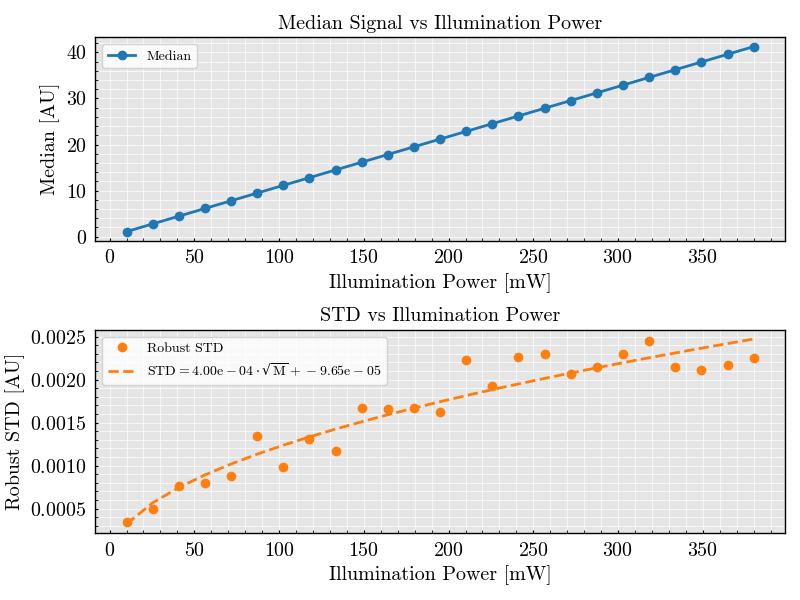 Median Signal vs Illumination Power
Median [AU]
40
30
20
10
0
Median
0 50 100 150 200 250 300 350
Illumination Power [mW]
STD vs Illumination Power
Robust STD [AU]
0.0025
0.0020
0.0015
0.0010
0.0005
Robust STD
STD = 4.00e − 04 · √M + − 9.65e − 05
0 50 100 150 200 250 300 350
Illumination Power [mW]